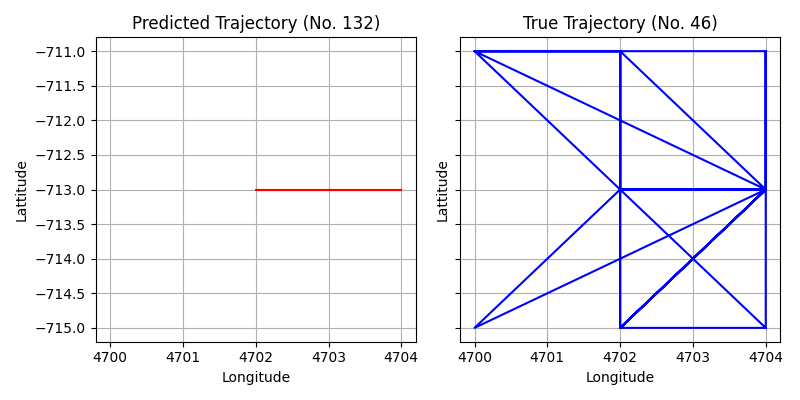 Predicted Trajectory (No. 132)
True Trajectory (No. 46)
−711.0
−711.5
−712.0
−712.5
−713.0
−713.5
−714.0
−714.5
−715.0
Lattitude
Lattitude
4700 4701 4702 4703 4704
4700 4701 4702 4703 4704
Longitude
Longitude